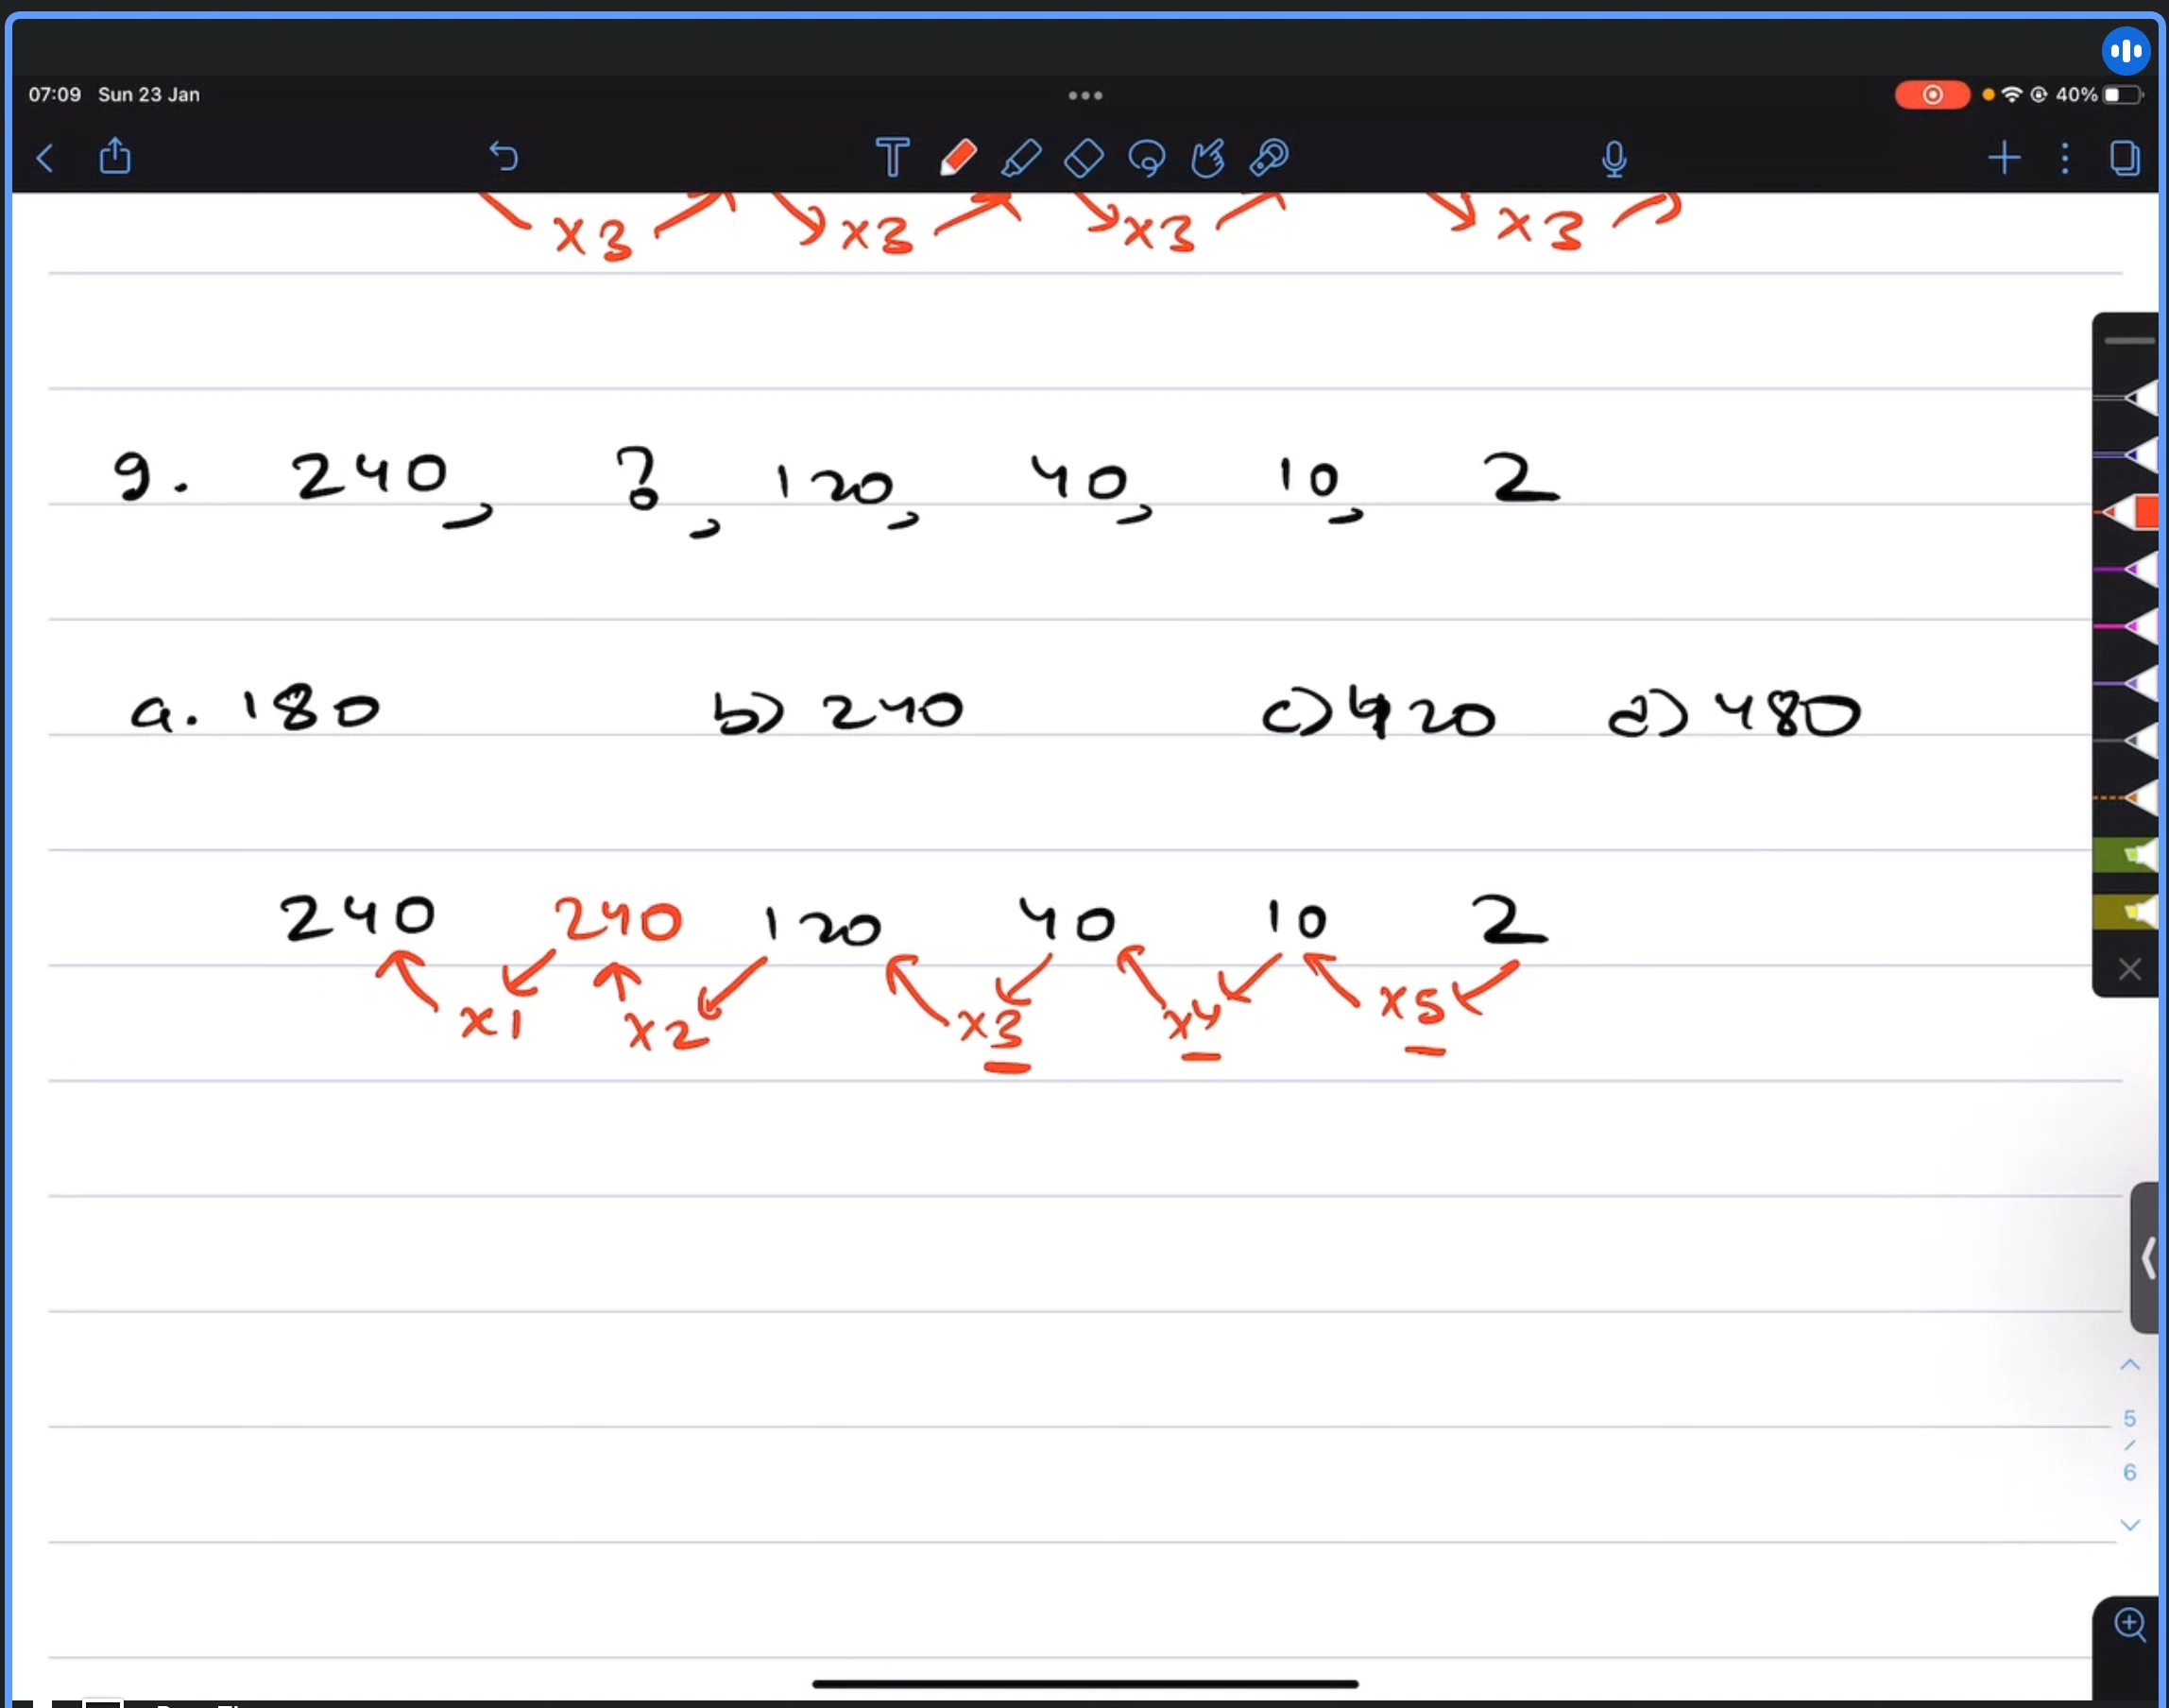 07:09 Sun 23 Jan
40%
x3 x3 x3 x3
9. 240, ?, 120, 40, 10, 2
a. 180 b) 240 c) 420 d) 480
240 240 120 40 10 2
x1 x2 x3 x4 x5
5
/
6